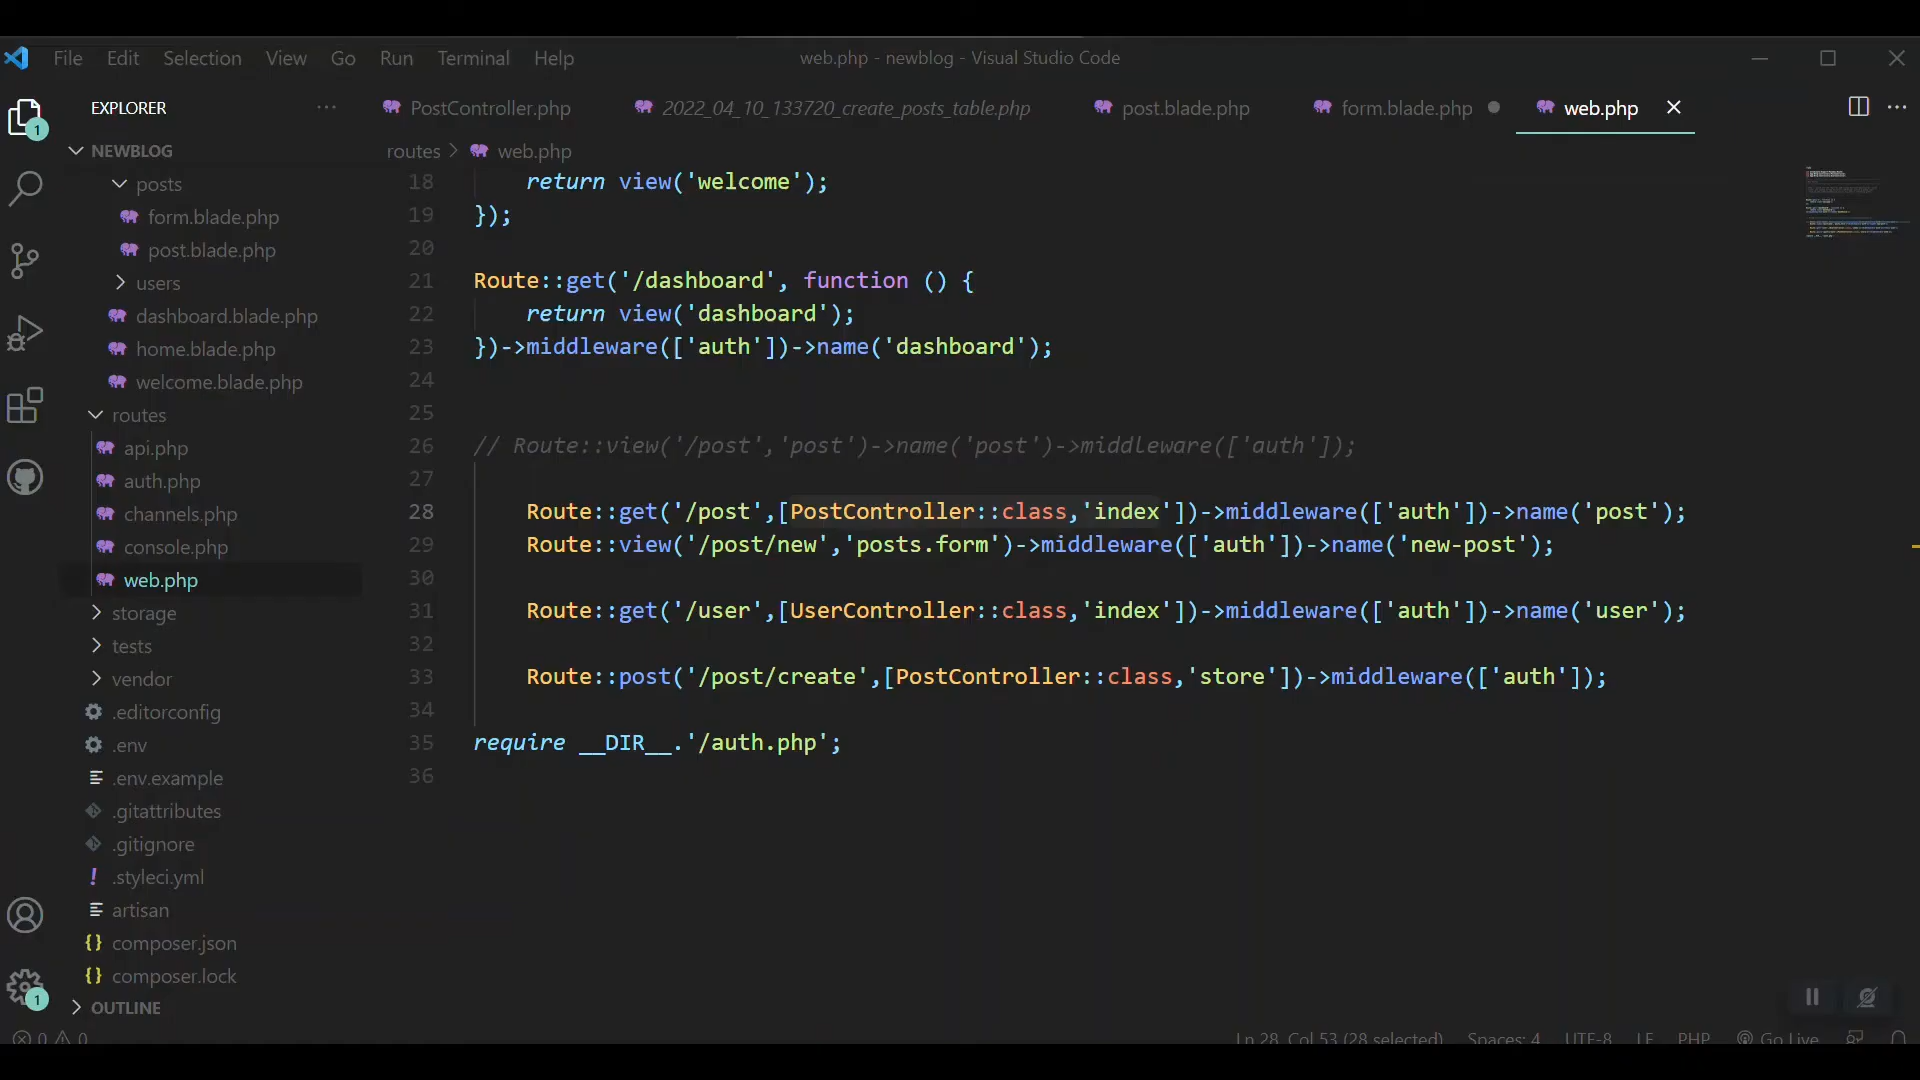 File Edit Selection View Go Run Terminal Help
web.php - newblog - Visual Studio Code
EXPLORER
PostController.php
2022_04_10_133720_create_posts_table.php
post.blade.php
form.blade.php
web.php
1
NEWBLOG
posts
form.blade.php
post.blade.php
users
dashboard.blade.php
home.blade.php
welcome.blade.php
routes
api.php
auth.php
channels.php
console.php
web.php
storage
tests
vendor
.editorconfig
.env
.env.example
.gitattributes
.gitignore
.styleci.yml
artisan
composer.json
composer.lock
OUTLINE
1
routes > web.php
18 return view('welcome');
19 });
20
21 Route::get('/dashboard', function () {
22 return view('dashboard');
23 })->middleware(['auth'])->name('dashboard');
24
25
26 // Route::view('/post','post')->name('post')->middleware(['auth']);
27
28 Route::get('/post',[PostController::class,'index'])->middleware(['auth'])->name('post');
29 Route::view('/post/new','posts.form')->middleware(['auth'])->name('new-post');
30
31 Route::get('/user',[UserController::class,'index'])->middleware(['auth'])->name('user');
32
33 Route::post('/post/create',[PostController::class,'store'])->middleware(['auth']);
34
35 require __DIR__.'/auth.php';
36
0 0
Ln 28, Col 53 (28 selected) Spaces: 4 UTF-8 LF PHP Go Live